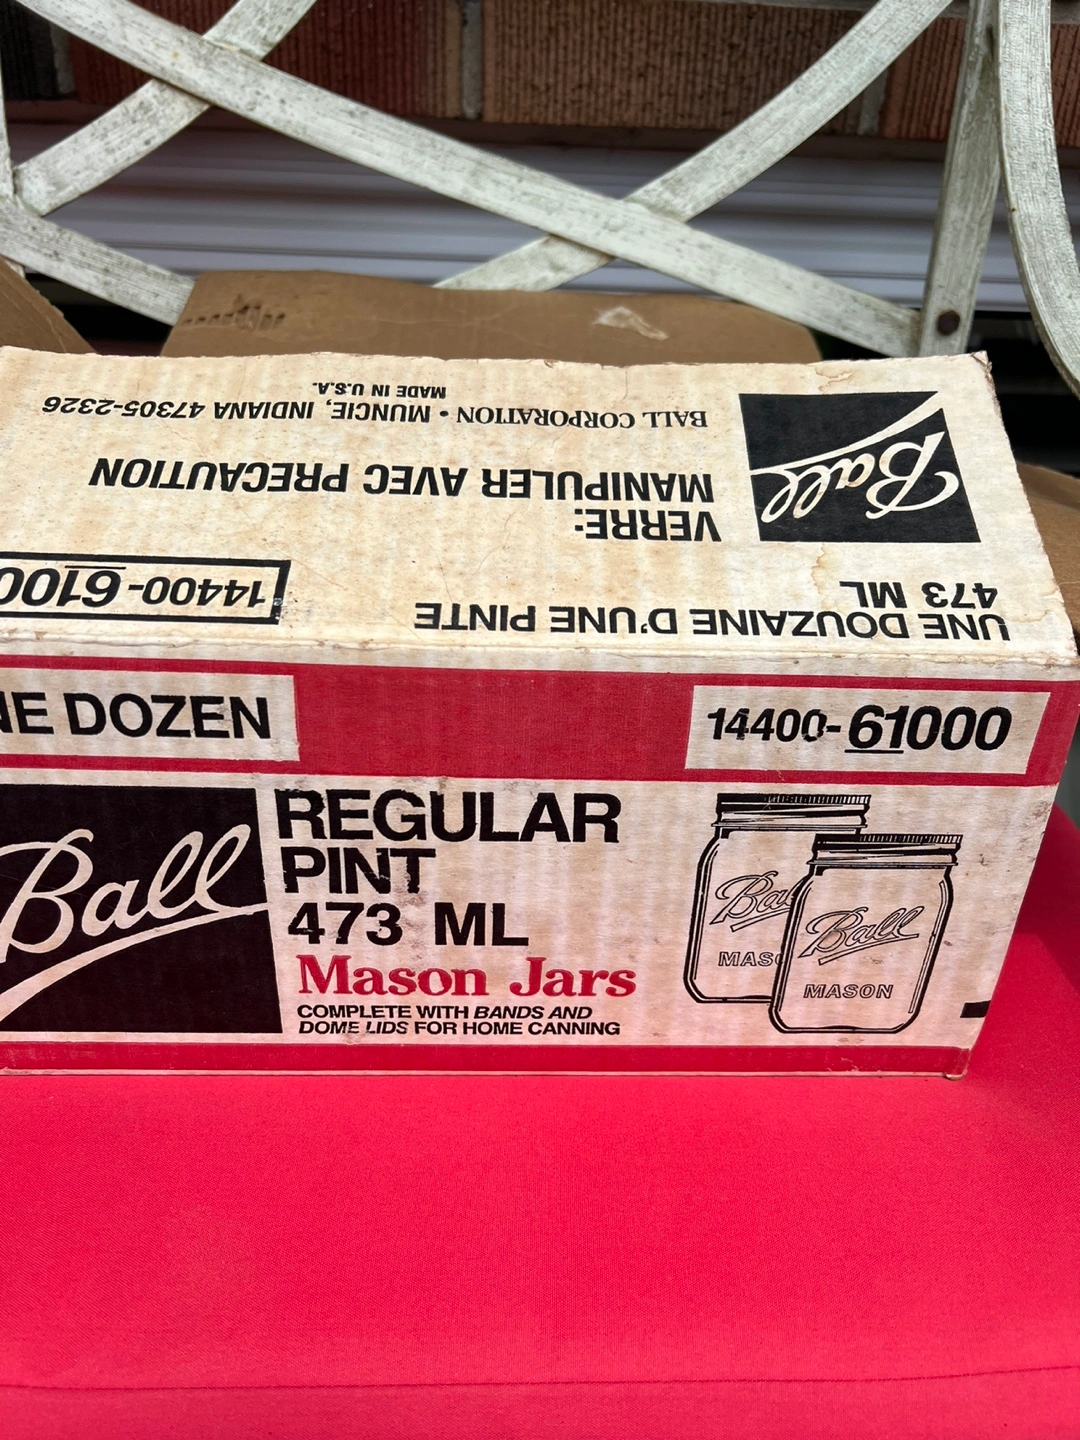 MADE IN U.S.A.
BALL CORPORATION • MUNCIE, INDIANA 47305-2326
Ball
VERRE:
MANIPULER AVEC PRECAUTION
14400-6100
UNE DOUZAINE D'UNE PINTE
473 ML
NE DOZEN
14400-61000
Ball
REGULAR
PINT
473 ML
Mason Jars
COMPLETE WITH BANDS AND
DOME LIDS FOR HOME CANNING
Ball
MASON
Ball
MASON